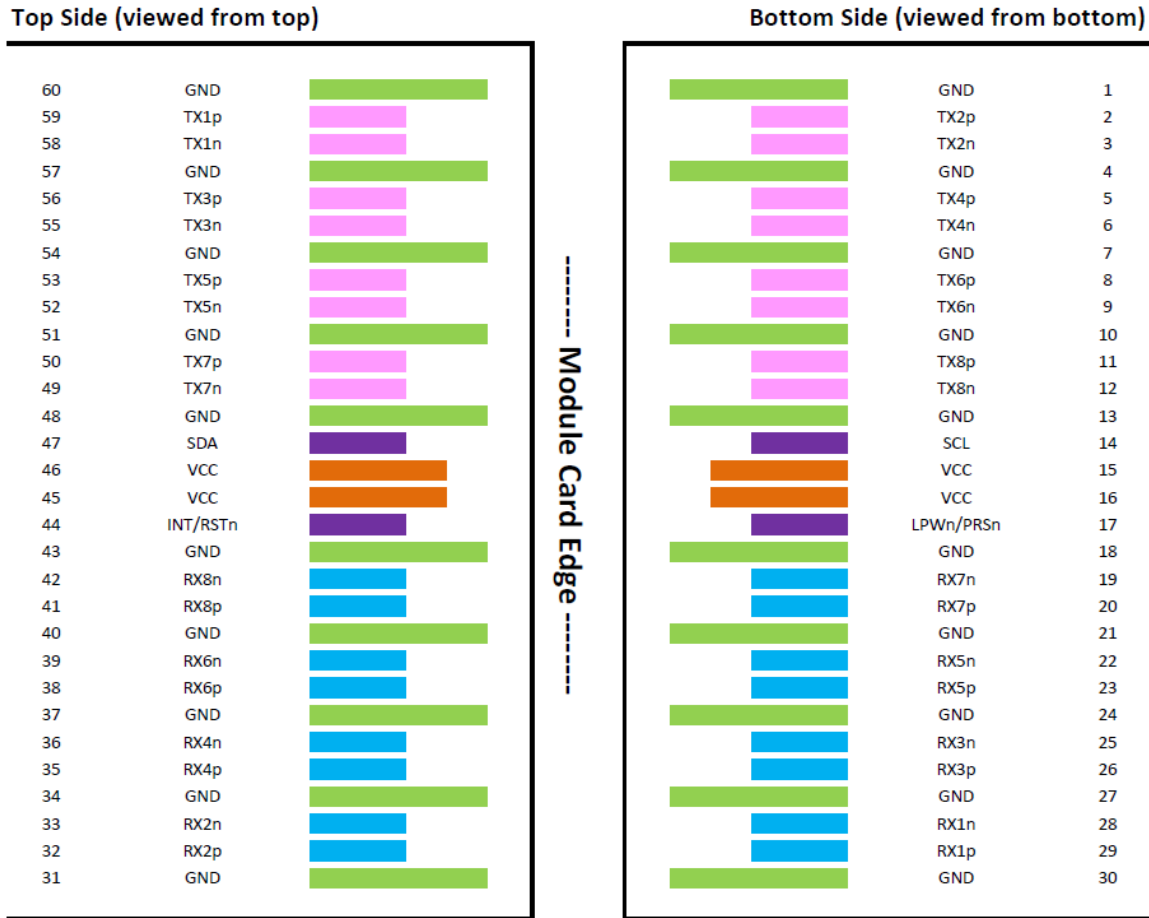 Top Side (viewed from top)
Bottom Side (viewed from bottom)
60 GND
59 TX1p
58 TX1n
57 GND
56 TX3p
55 TX3n
54 GND
53 TX5p
52 TX5n
51 GND
50 TX7p
49 TX7n
48 GND
47 SDA
46 VCC
45 VCC
44 INT/RSTn
43 GND
42 RX8n
41 RX8p
40 GND
39 RX6n
38 RX6p
37 GND
36 RX4n
35 RX4p
34 GND
33 RX2n
32 RX2p
31 GND
--------- Module Card Edge ---------
GND 1
TX2p 2
TX2n 3
GND 4
TX4p 5
TX4n 6
GND 7
TX6p 8
TX6n 9
GND 10
TX8p 11
TX8n 12
GND 13
SCL 14
VCC 15
VCC 16
LPWn/PRSn 17
GND 18
RX7n 19
RX7p 20
GND 21
RX5n 22
RX5p 23
GND 24
RX3n 25
RX3p 26
GND 27
RX1n 28
RX1p 29
GND 30